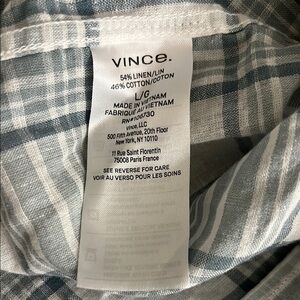 VINCE.
54% LINEN/LIN
46% COTTON/COTON
L/G
MADE IN VIETNAM
FABRIQUÉ AU VIETNAM
RN#108730
Vince, LLC
500 Fifth Avenue, 20th Floor
New York, NY 10110
11 Rue Saint Florentin
75008 Paris France
SEE REVERSE FOR CARE
VOIR AU VERSO POUR LES SOINS